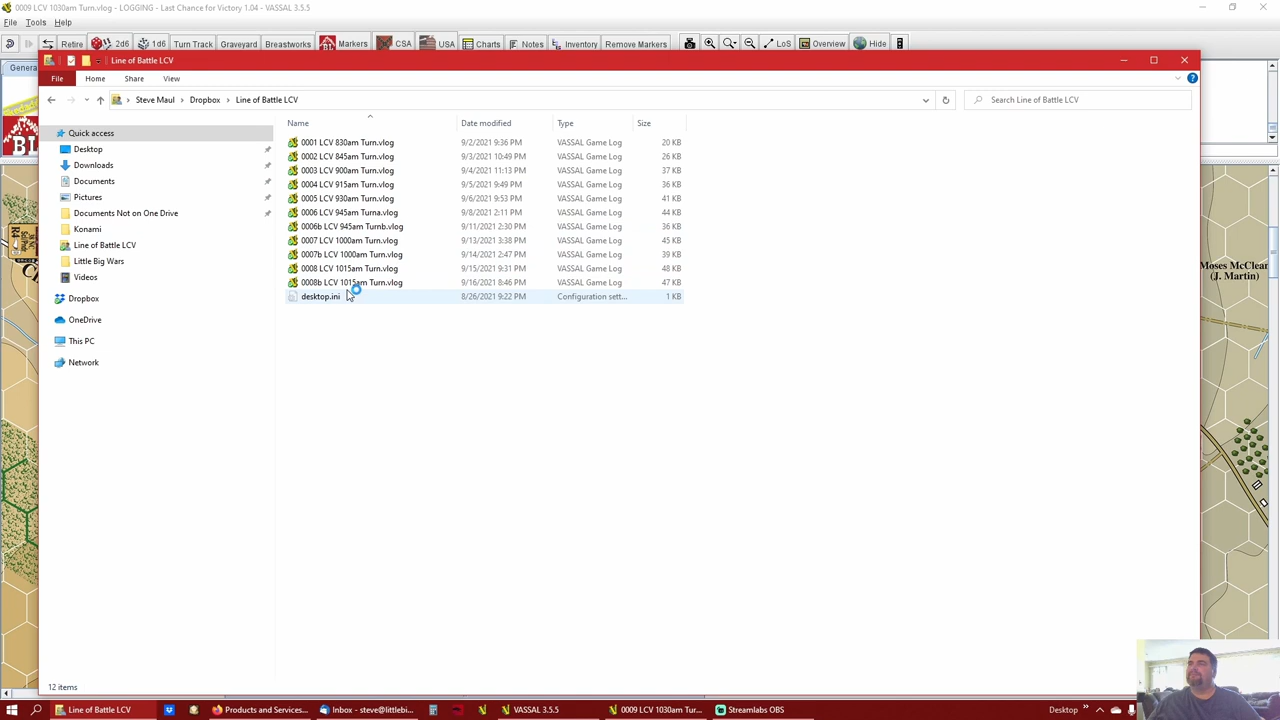 0009 LCV 1030am Turn.vlog - LOGGING - Last Chance for Victory 1.04 - VASSAL 3.5.5
File Tools Help
Retire 2d6 1d6 Turn Track Graveyard Breastworks Markers CSA USA Charts Notes Inventory Remove Markers LoS Overview Hide
Line of Battle LCV
General
File Home Share View
Steve Maul Dropbox Line of Battle LCV
Search Line of Battle LCV
Name Date modified Type Size
Quick access
Desktop
Downloads
Documents
Pictures
Documents Not on One Drive
Konami
Line of Battle LCV
Little Big Wars
Videos
Dropbox
OneDrive
This PC
Network
0001 LCV 830am Turn.vlog 9/2/2021 9:36 PM VASSAL Game Log 20 KB
0002 LCV 845am Turn.vlog 9/3/2021 10:49 PM VASSAL Game Log 26 KB
0003 LCV 900am Turn.vlog 9/4/2021 11:13 PM VASSAL Game Log 37 KB
0004 LCV 915am Turn.vlog 9/5/2021 9:49 PM VASSAL Game Log 36 KB
0005 LCV 930am Turn.vlog 9/6/2021 9:53 PM VASSAL Game Log 41 KB
0006 LCV 945am Turna.vlog 9/8/2021 2:11 PM VASSAL Game Log 44 KB
0006b LCV 945am Turnb.vlog 9/11/2021 2:30 PM VASSAL Game Log 36 KB
0007 LCV 1000am Turn.vlog 9/13/2021 3:38 PM VASSAL Game Log 45 KB
0007b LCV 1000am Turn.vlog 9/14/2021 2:47 PM VASSAL Game Log 39 KB
0008 LCV 1015am Turn.vlog 9/15/2021 9:31 PM VASSAL Game Log 48 KB
0008b LCV 1015am Turn.vlog 9/16/2021 8:46 PM VASSAL Game Log 47 KB
desktop.ini 8/26/2021 9:22 PM Configuration sett... 1 KB
Moses McClean
(J. Martin)
12 items
Line of Battle LCV Products and Services... Inbox - steve@littlebi... VASSAL 3.5.5 0009 LCV 1030am Tur... Streamlabs OBS Desktop